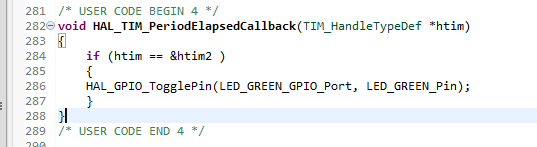 281 /* USER CODE BEGIN 4 */
282 void HAL_TIM_PeriodElapsedCallback(TIM_HandleTypeDef *htim)
283 {
284     if (htim == &htim2 )
285     {
286     HAL_GPIO_TogglePin(LED_GREEN_GPIO_Port, LED_GREEN_Pin);
287     }
288 }
289 /* USER CODE END 4 */
290